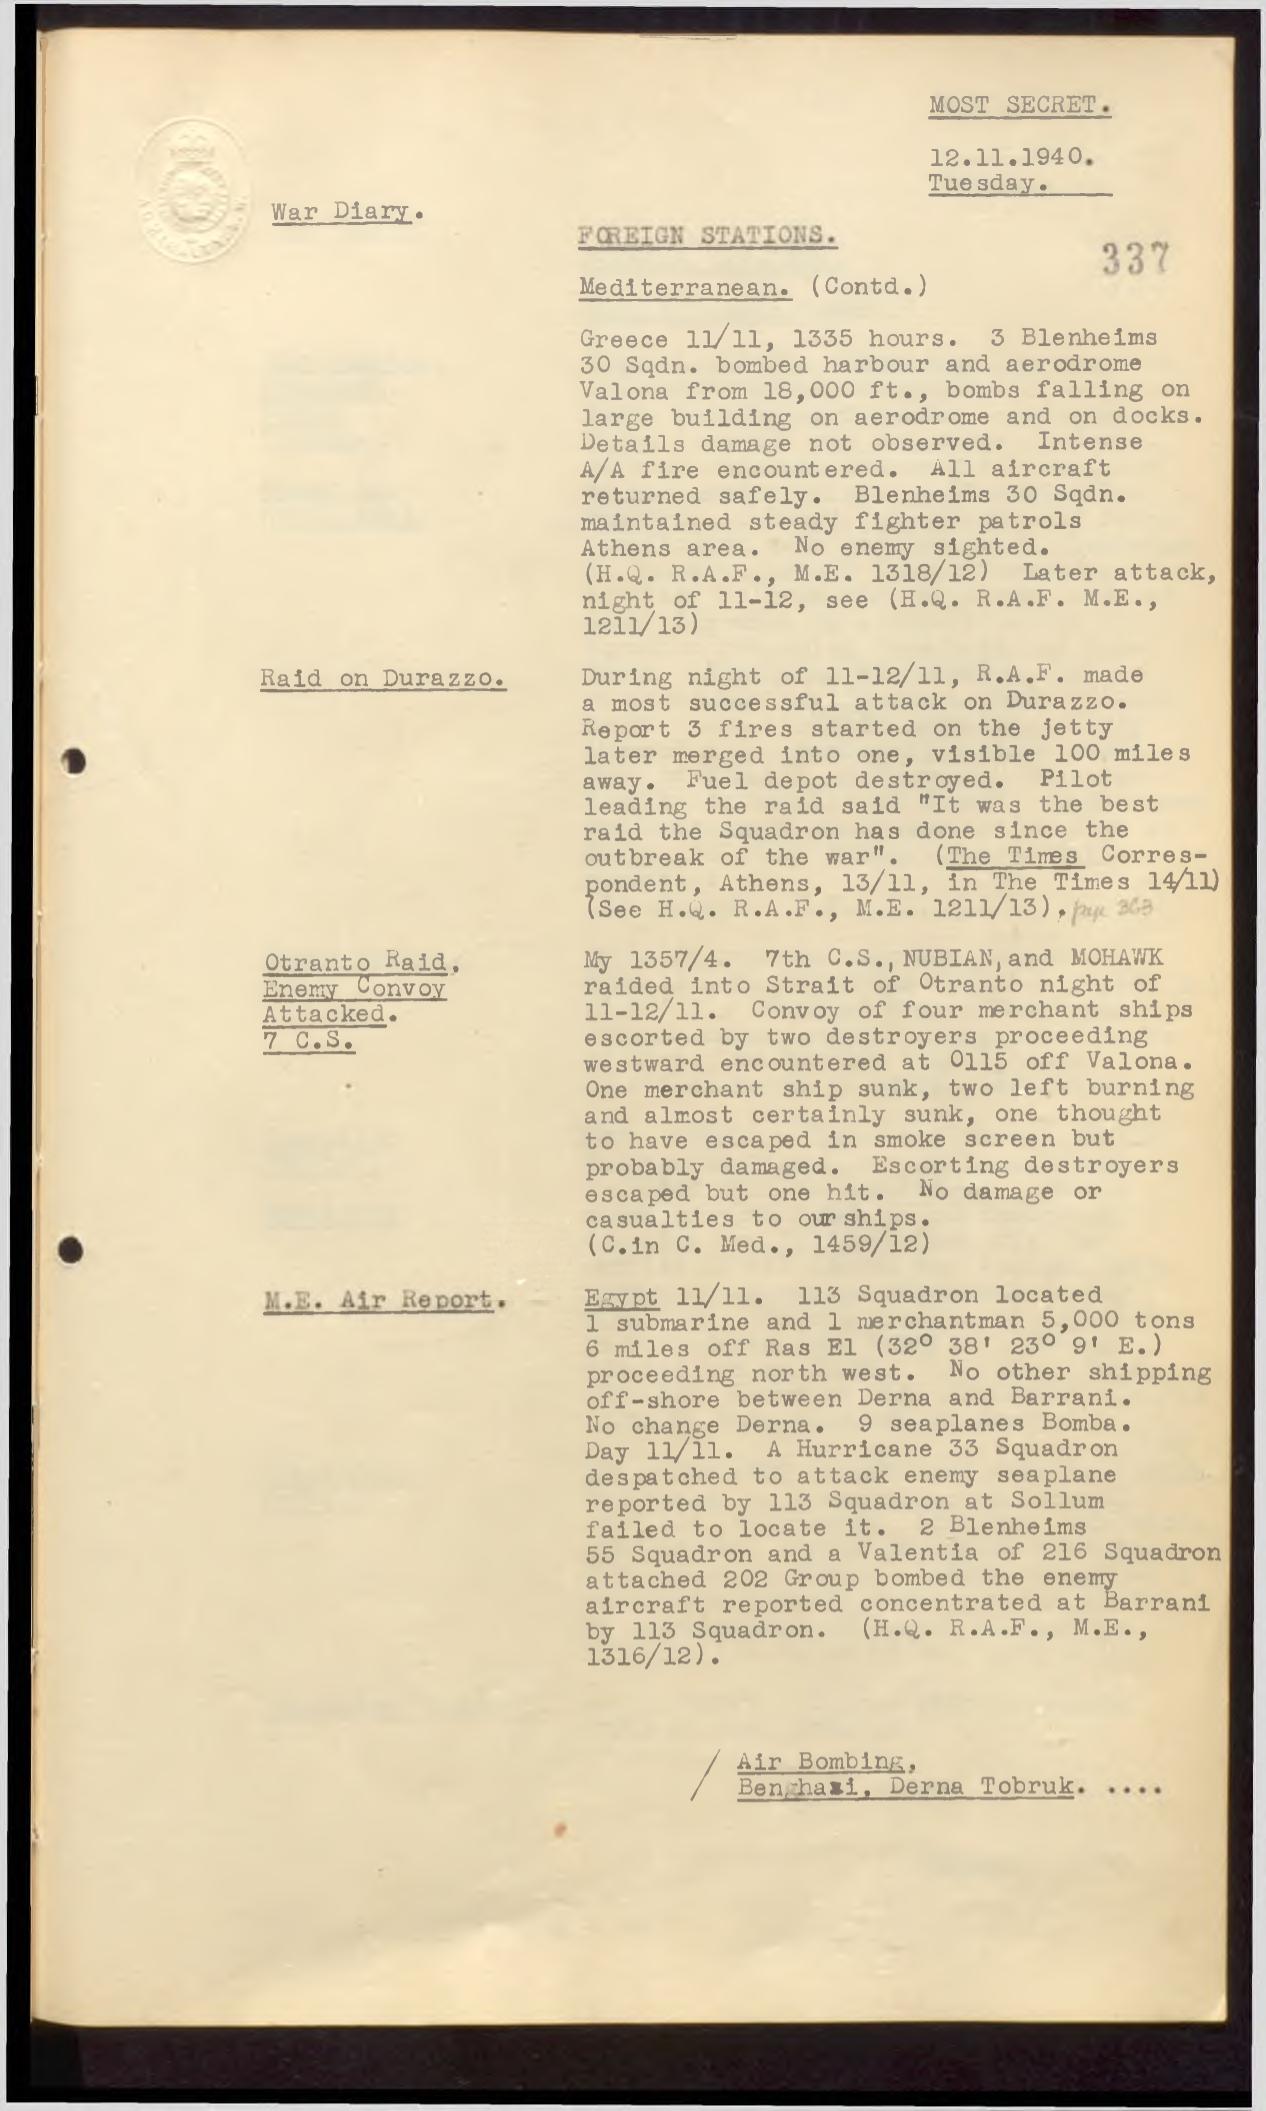 MOST SECRET.
12.11.1940.
Tuesday.
War Diary.
FOREIGN STATIONS.
337
Mediterranean. (Contd.)
Greece 11/11, 1335 hours. 3 Blenheims
30 Sqdn. bombed harbour and aerodrome
Valona from 18,000 ft., bombs falling on
large building on aerodrome and on docks.
Details damage not observed. Intense
A/A fire encountered. All aircraft
returned safely. Blenheims 30 Sqdn.
maintained steady fighter patrols
Athens area. No enemy sighted.
(H.Q. R.A.F., M.E. 1318/12) Later attack,
night of 11-12, see (H.Q. R.A.F. M.E.,
1211/13)
Raid on Durazzo.
During night of 11-12/11, R.A.F. made
a most successful attack on Durazzo.
Report 3 fires started on the jetty
later merged into one, visible 100 miles
away. Fuel depot destroyed. Pilot
leading the raid said "It was the best
raid the Squadron has done since the
outbreak of the war". (The Times Corres-
pondent, Athens, 13/11, in The Times 14/11)
(See H.Q. R.A.F., M.E. 1211/13), page 363
Otranto Raid,
Enemy Convoy
Attacked.
7 C.S.
My 1357/4. 7th C.S., NUBIAN, and MOHAWK
raided into Strait of Otranto night of
11-12/11. Convoy of four merchant ships
escorted by two destroyers proceeding
westward encountered at 0115 off Valona.
One merchant ship sunk, two left burning
and almost certainly sunk, one thought
to have escaped in smoke screen but
probably damaged. Escorting destroyers
escaped but one hit. No damage or
casualties to our ships.
(C.in C. Med., 1459/12)
M.E. Air Report.
Egypt 11/11. 113 Squadron located
1 submarine and 1 merchantman 5,000 tons
6 miles off Ras El (32° 38' 23° 9' E.)
proceeding north west. No other shipping
off-shore between Derna and Barrani.
No change Derna. 9 seaplanes Bomba.
Day 11/11. A Hurricane 33 Squadron
despatched to attack enemy seaplane
reported by 113 Squadron at Sollum
failed to locate it. 2 Blenheims
55 Squadron and a Valentia of 216 Squadron
attached 202 Group bombed the enemy
aircraft reported concentrated at Barrani
by 113 Squadron. (H.Q. R.A.F., M.E.,
1316/12).
/ Air Bombing,
Benghazi, Derna Tobruk. ....